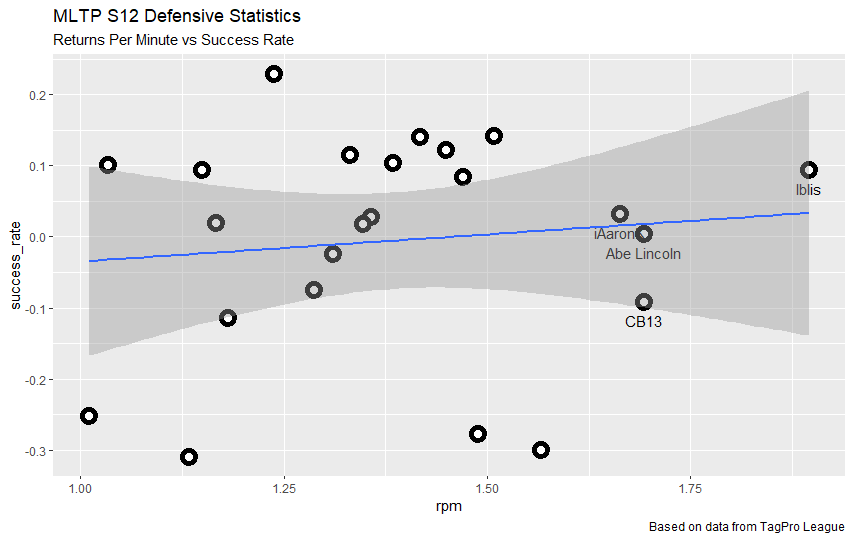 MLTP S12 Defensive Statistics
Returns Per Minute vs Success Rate
success_rate
0.2
0.1
0.0
-0.1
-0.2
-0.3
Iblis
iAarons
Abe Lincoln
CB13
1.00
1.25
1.50
1.75
rpm
Based on data from TagPro League